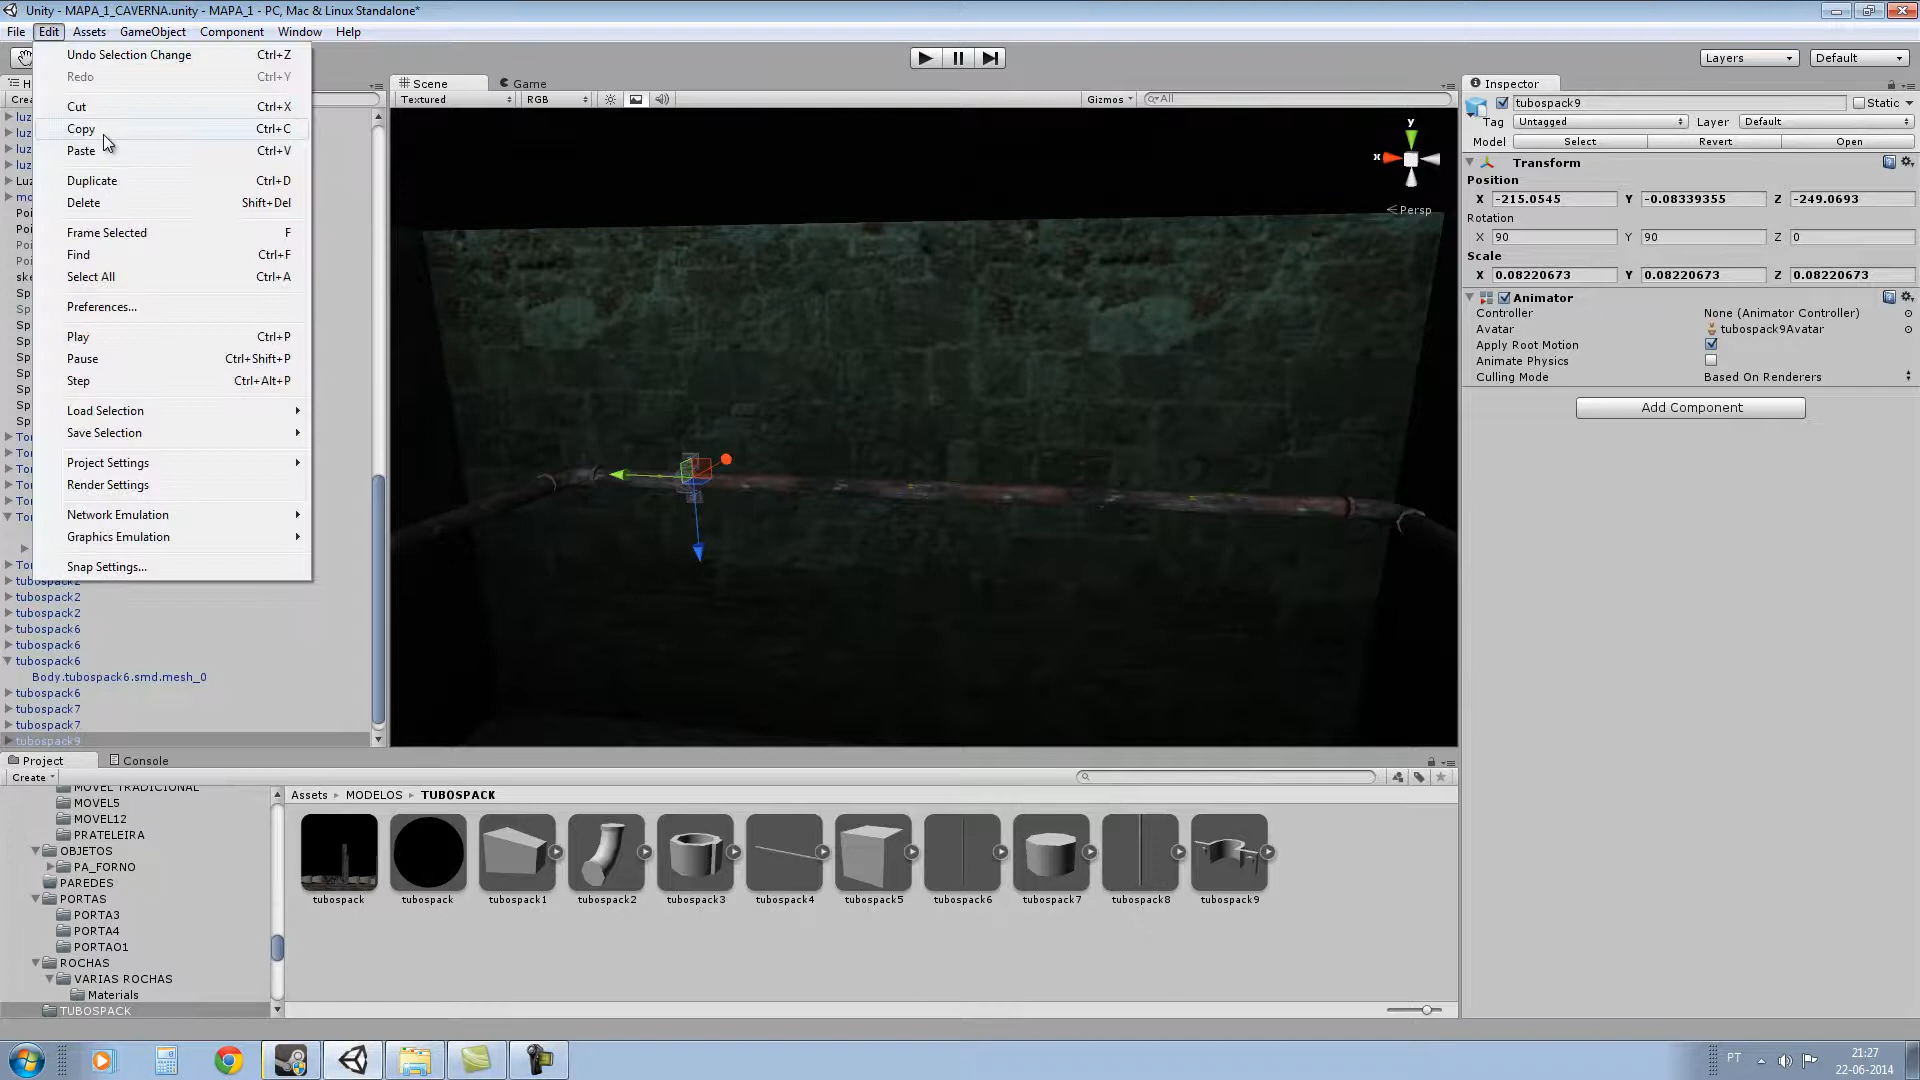 Unity - MAPA_1_CAVERNA.unity - MAPA_1 - PC, Mac & Linux Standalone*
File Edit Assets GameObject Component Window Help
Layers Default
Undo Selection Change Ctrl+Z
Redo Ctrl+Y
Cut Ctrl+X
Copy Ctrl+C
Paste Ctrl+V
Duplicate Ctrl+D
Delete Shift+Del
Frame Selected F
Find Ctrl+F
Select All Ctrl+A
Preferences...
Play Ctrl+P
Pause Ctrl+Shift+P
Step Ctrl+Alt+P
Load Selection
Save Selection
Project Settings
Render Settings
Network Emulation
Graphics Emulation
Snap Settings...
tubospack2
tubospack2
tubospack2
tubospack6
tubospack6
tubospack6
Body.tubospack6.smd.mesh_0
tubospack6
tubospack7
tubospack7
tubospack9
Scene Game
Textured RGB Gizmos All
y
x
Persp
Inspector
tubospack9 Static
Tag Untagged Layer Default
Model Select Revert Open
Transform
Position
X -215.0545 Y -0.08339355 Z -249.0693
Rotation
X 90 Y 90 Z 0
Scale
X 0.08220673 Y 0.08220673 Z 0.08220673
Animator
Controller None (Animator Controller)
Avatar tubospack9Avatar
Apply Root Motion
Animate Physics
Culling Mode Based On Renderers
Add Component
Project Console
Create
MOVEL TRADICIONAL
MOVEL5
MOVEL12
PRATELEIRA
OBJETOS
PA_FORNO
PAREDES
PORTAS
PORTA3
PORTA4
PORTAO1
ROCHAS
VARIAS ROCHAS
Materials
TUBOSPACK
Assets MODELOS TUBOSPACK
tubospack tubospack tubospack1 tubospack2 tubospack3 tubospack4 tubospack5 tubospack6 tubospack7 tubospack8 tubospack9
PT
21:27
22-06-2014